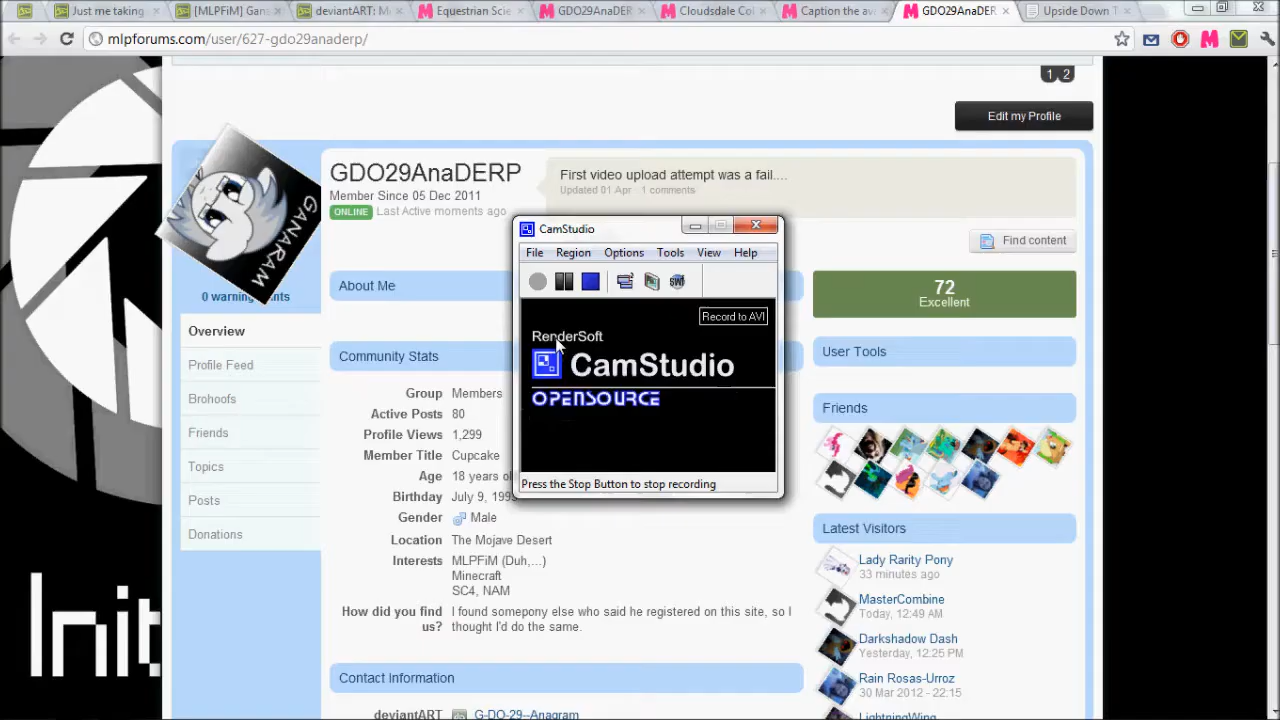 Just me taking
[MLPFiM] Gan
deviantART: M
Equestrian Scie
GDO29AnaDER
Cloudsdale Co
Caption the av
GDO29AnaDER
Upside Down T
mlpforums.com/user/627-gdo29anaderp/
1 2
Edit my Profile
GANARAM
GDO29AnaDERP
Member Since 05 Dec 2011
ONLINE Last Active moments ago
First video upload attempt was a fail....
Updated 01 Apr · 1 comments
Find content
0 warning
nts
Overview
Profile Feed
Brohoofs
Friends
Topics
Posts
Donations
About Me
Community Stats
Group Members
Active Posts 80
Profile Views 1,299
Member Title Cupcake
Age 18 years o
Birthday July 9, 199
Gender Male
Location The Mojave Desert
Interests MLPFiM (Duh,...)
Minecraft
SC4, NAM
How did you find us? I found somepony else who said he registered on this site, so I
thought I'd do the same.
Contact Information
deviantART G-DO-29--Anagram
CamStudio
File Region Options Tools View Help
SWF
Record to AVI
RenderSoft
CamStudio
OPENSOURCE
Press the Stop Button to stop recording
72
Excellent
User Tools
Friends
Latest Visitors
Lady Rarity Pony
33 minutes ago
MasterCombine
Today, 12:49 AM
Darkshadow Dash
Yesterday, 12:25 PM
Rain Rosas-Urroz
30 Mar 2012 - 22:15
LightningWing
Init